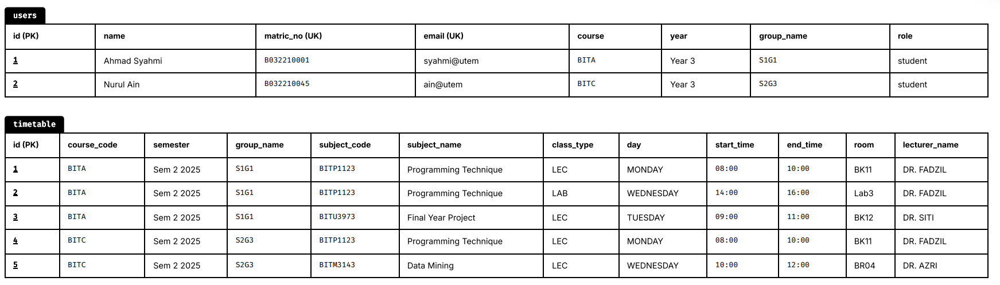 users
id (PK) name matric_no (UK) email (UK) course year group_name role
1 Ahmad Syahmi B032210001 syahmi@utem BITA Year 3 S1G1 student
2 Nurul Ain B032210045 ain@utem BITC Year 3 S2G3 student
timetable
id (PK) course_code semester group_name subject_code subject_name class_type day start_time end_time room lecturer_name
1 BITA Sem 2 2025 S1G1 BITP1123 Programming Technique LEC MONDAY 08:00 10:00 BK11 DR. FADZIL
2 BITA Sem 2 2025 S1G1 BITP1123 Programming Technique LAB WEDNESDAY 14:00 16:00 Lab3 DR. FADZIL
3 BITA Sem 2 2025 S1G1 BITU3973 Final Year Project LEC TUESDAY 09:00 11:00 BK12 DR. SITI
4 BITC Sem 2 2025 S2G3 BITP1123 Programming Technique LEC MONDAY 08:00 10:00 BK11 DR. FADZIL
5 BITC Sem 2 2025 S2G3 BITM3143 Data Mining LEC WEDNESDAY 10:00 12:00 BR04 DR. AZRI